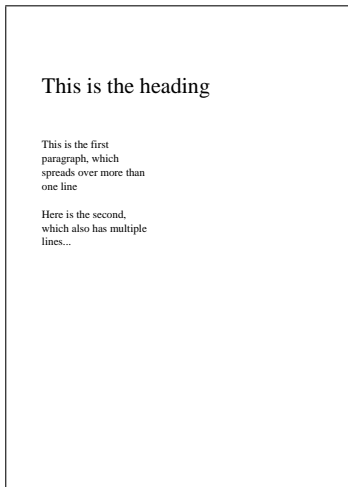 This is the heading
This is the first
paragraph, which
spreads over more than
one line
Here is the second,
which also has multiple
lines...